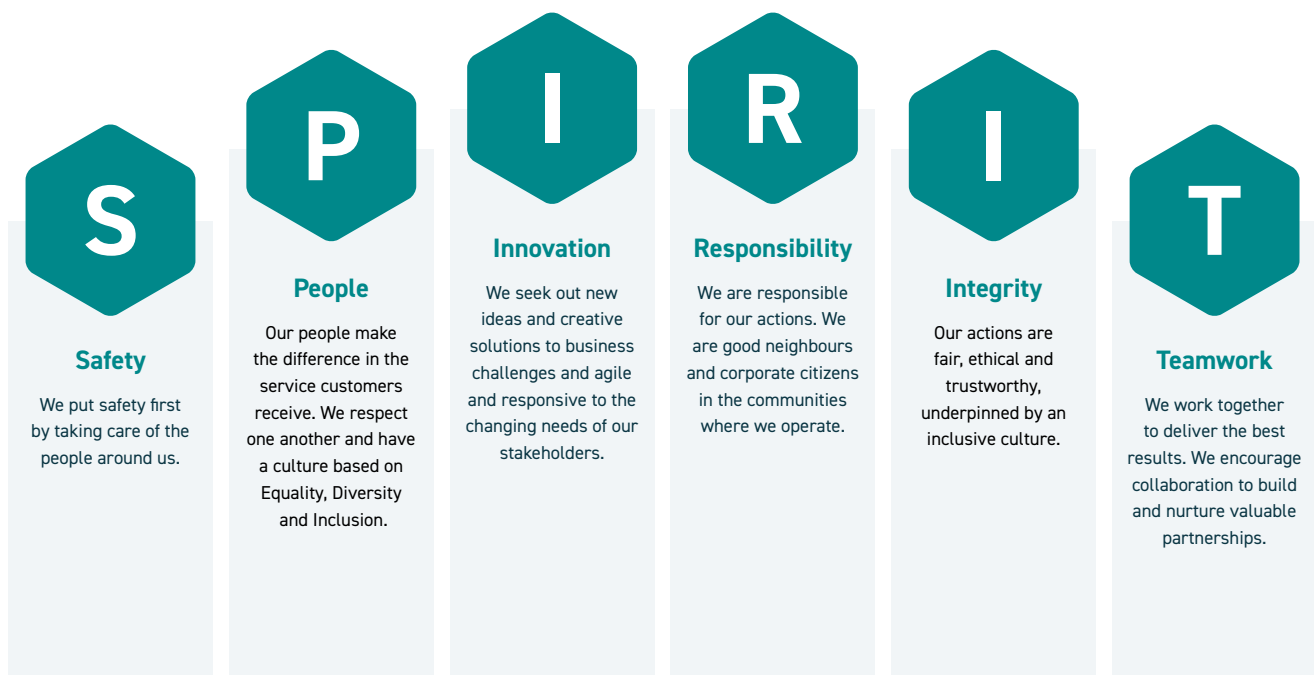 S
Safety
We put safety first
by taking care of the
people around us.
P
People
Our people make
the difference in the
service customers
receive. We respect
one another and have
a culture based on
Equality, Diversity
and Inclusion.
I
Innovation
We seek out new
ideas and creative
solutions to business
challenges and agile
and responsive to the
changing needs of our
stakeholders.
R
Responsibility
We are responsible
for our actions. We
are good neighbours
and corporate citizens
in the communities
where we operate.
I
Integrity
Our actions are
fair, ethical and
trustworthy,
underpinned by an
inclusive culture.
T
Teamwork
We work together
to deliver the best
results. We encourage
collaboration to build
and nurture valuable
partnerships.